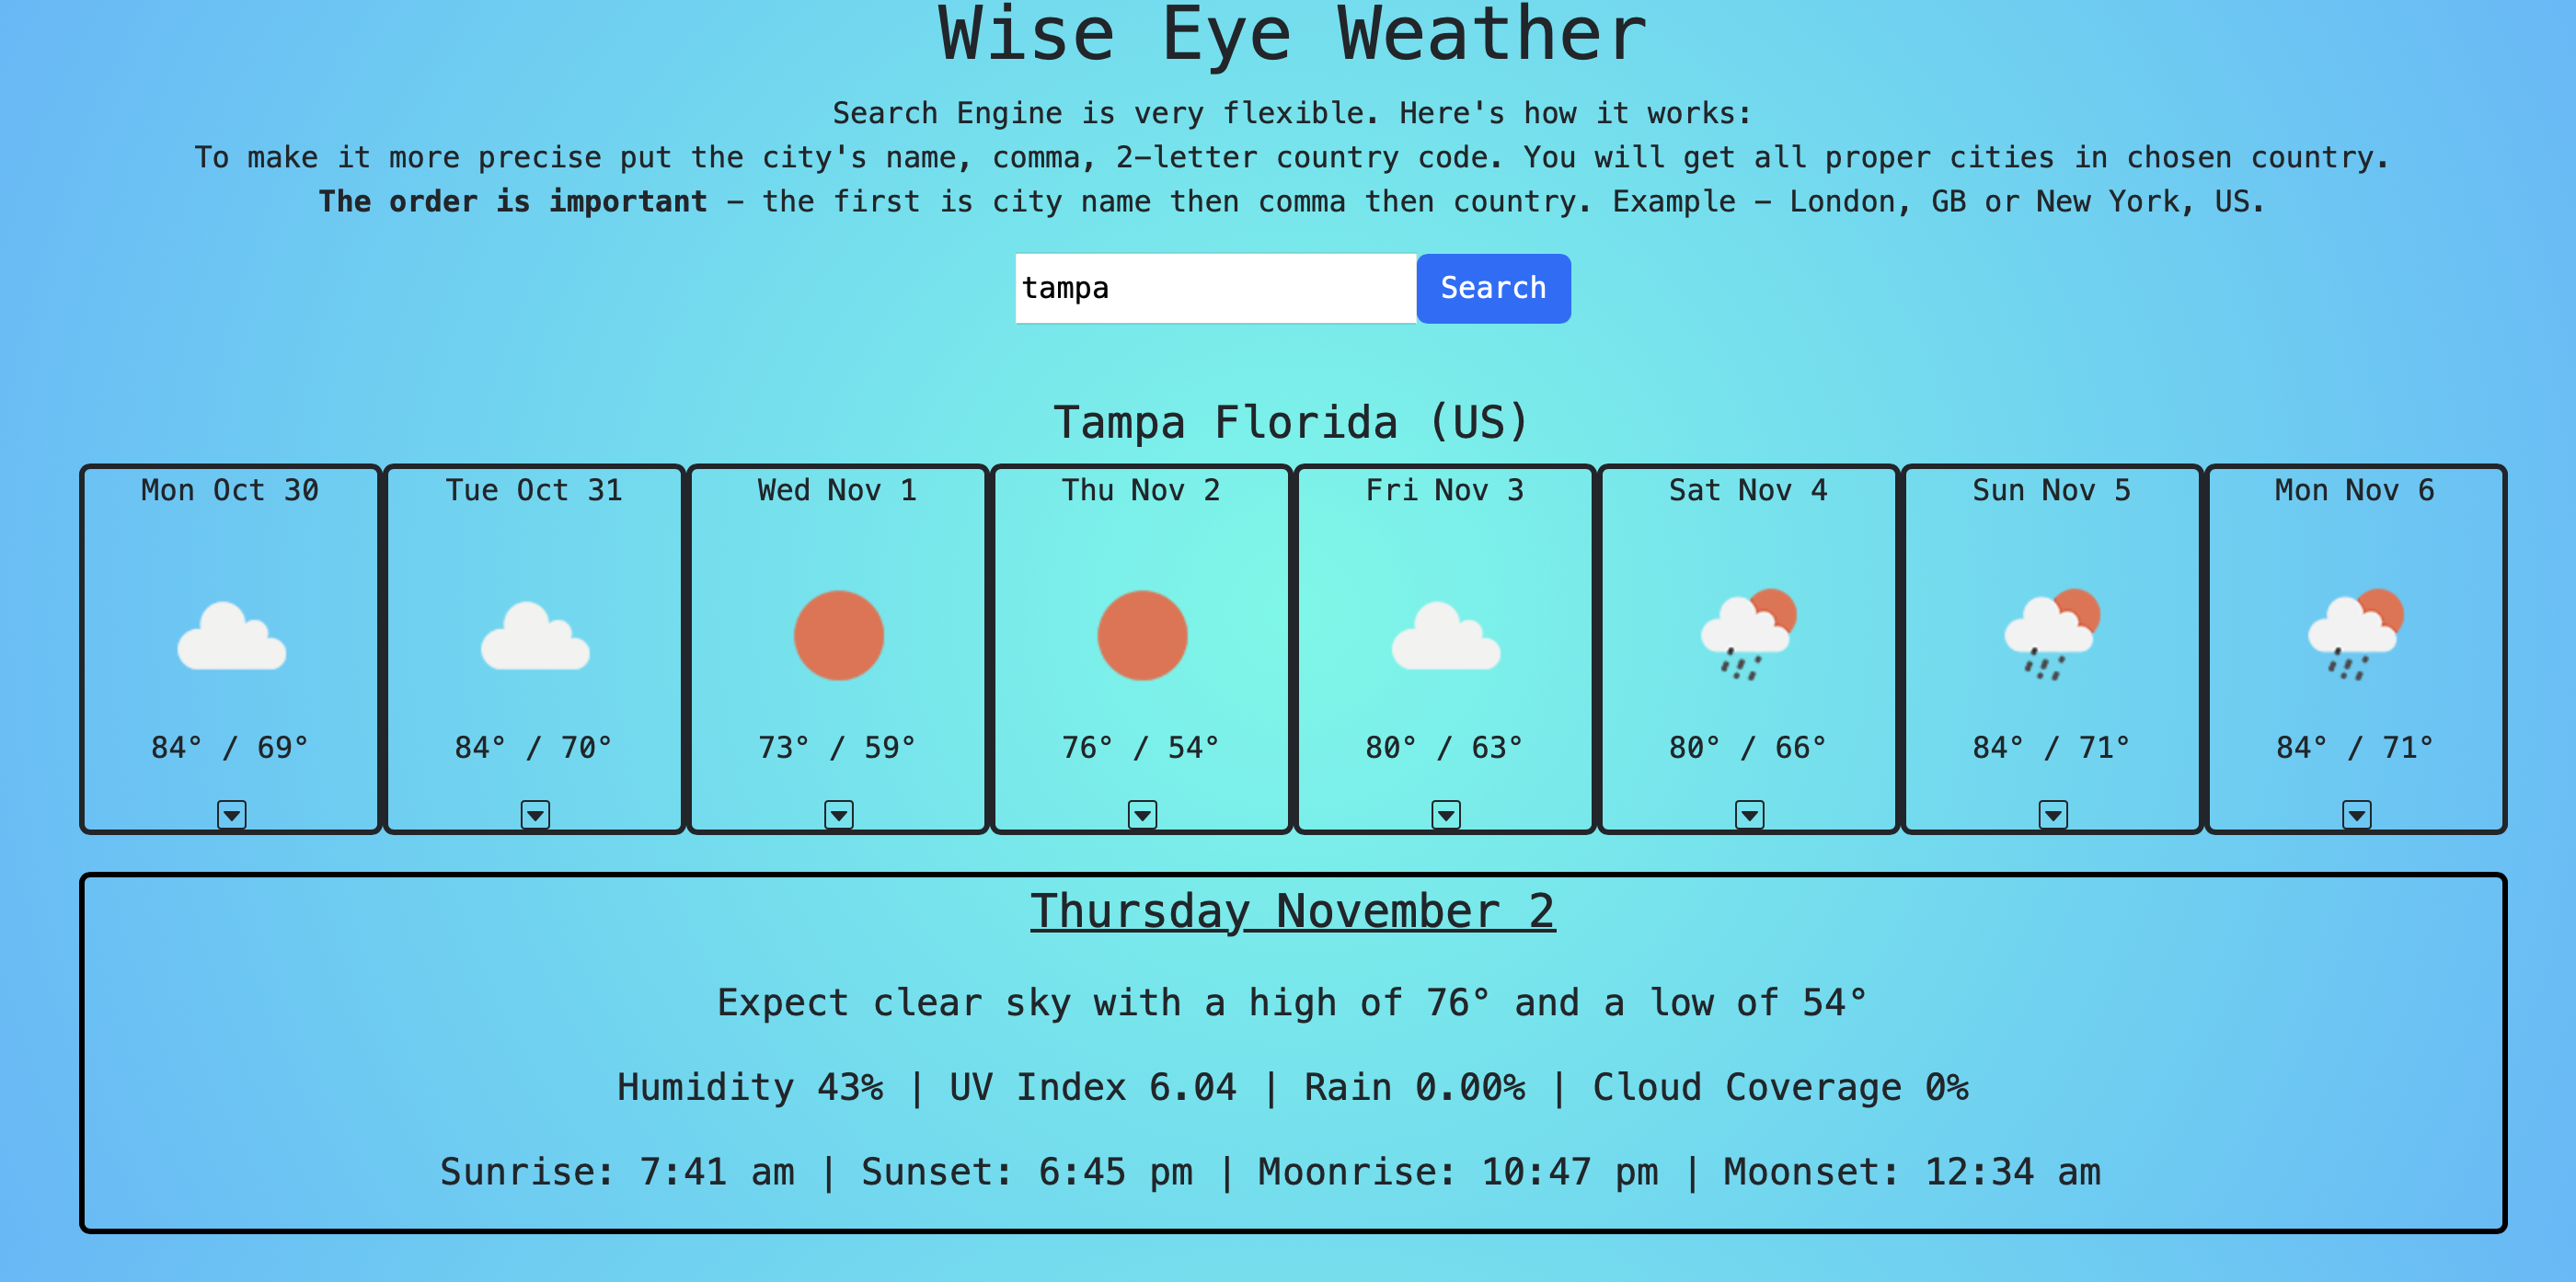 Wise Eye Weather
Search Engine is very flexible. Here's how it works:
To make it more precise put the city's name, comma, 2-letter country code. You will get all proper cities in chosen country.
The order is important - the first is city name then comma then country. Example - London, GB or New York, US.
tampa Search
Tampa Florida (US)
Mon Oct 30 Tue Oct 31 Wed Nov 1 Thu Nov 2 Fri Nov 3 Sat Nov 4 Sun Nov 5 Mon Nov 6
84° / 69° 84° / 70° 73° / 59° 76° / 54° 80° / 63° 80° / 66° 84° / 71° 84° / 71°
Thursday November 2
Expect clear sky with a high of 76° and a low of 54°
Humidity 43% | UV Index 6.04 | Rain 0.00% | Cloud Coverage 0%
Sunrise: 7:41 am | Sunset: 6:45 pm | Moonrise: 10:47 pm | Moonset: 12:34 am